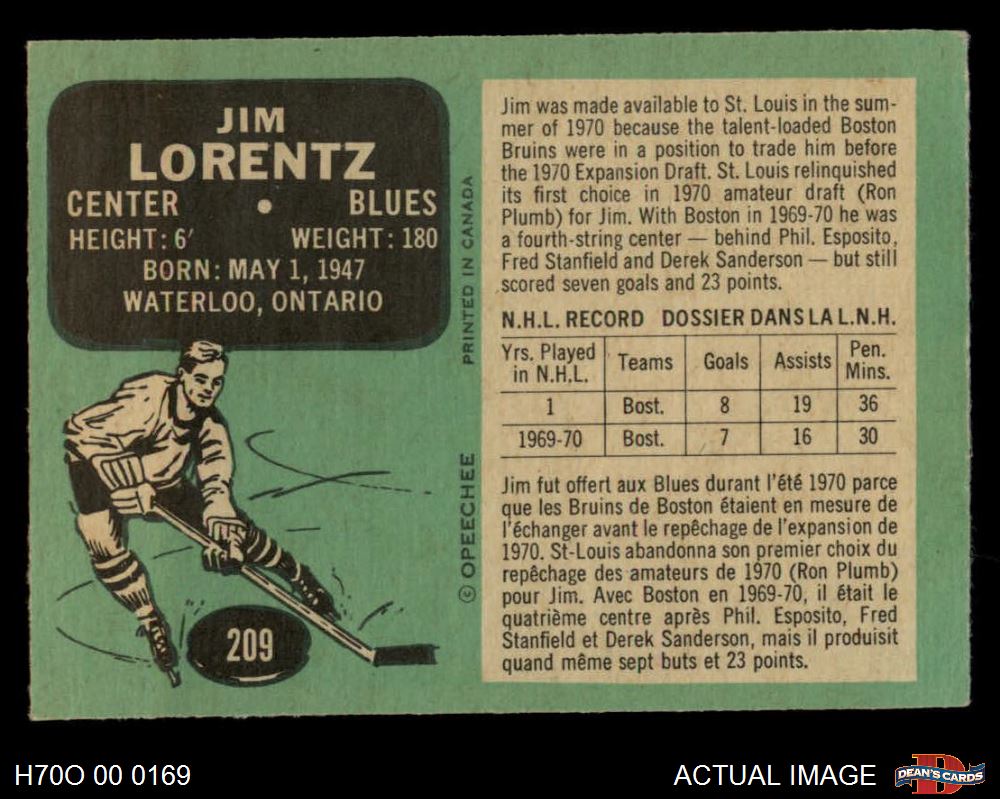 JIM
LORENTZ
CENTER • BLUES
HEIGHT: 6′ WEIGHT: 180
BORN: MAY 1, 1947
WATERLOO, ONTARIO
209
PRINTED IN CANADA
© OPEECHEE
Jim was made available to St. Louis in the sum-
mer of 1970 because the talent-loaded Boston
Bruins were in a position to trade him before
the 1970 Expansion Draft. St. Louis relinquished
its first choice in 1970 amateur draft (Ron
Plumb) for Jim. With Boston in 1969-70 he was
a fourth-string center — behind Phil. Esposito,
Fred Stanfield and Derek Sanderson — but still
scored seven goals and 23 points.
N.H.L. RECORD DOSSIER DANS LA L.N.H.
Yrs. Played in N.H.L. Teams Goals Assists Pen. Mins.
1 Bost. 8 19 36
1969-70 Bost. 7 16 30
Jim fut offert aux Blues durant l'été 1970 parce
que les Bruins de Boston étaient en mesure de
l'échanger avant le repêchage de l'expansion de
1970. St-Louis abandonna son premier choix du
repêchage des amateurs de 1970 (Ron Plumb)
pour Jim. Avec Boston en 1969-70, il était le
quatrième centre après Phil. Esposito, Fred
Stanfield et Derek Sanderson, mais il produisit
quand même sept buts et 23 points.
H70O 00 0169
ACTUAL IMAGE
D
DEAN'S CARDS